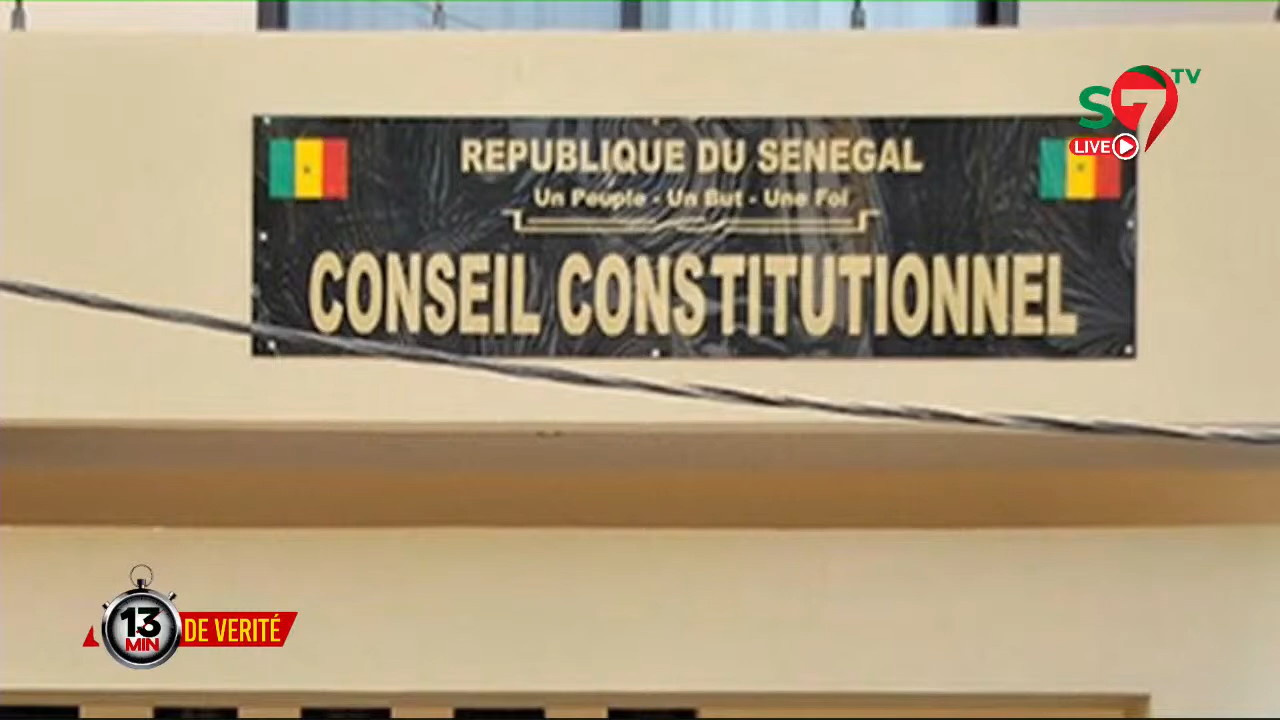 S7 TV
LIVE
REPUBLIQUE DU SENEGAL
Un Peuple - Un But - Une Foi
CONSEIL CONSTITUTIONNEL
13
MIN
DE VERITÉ